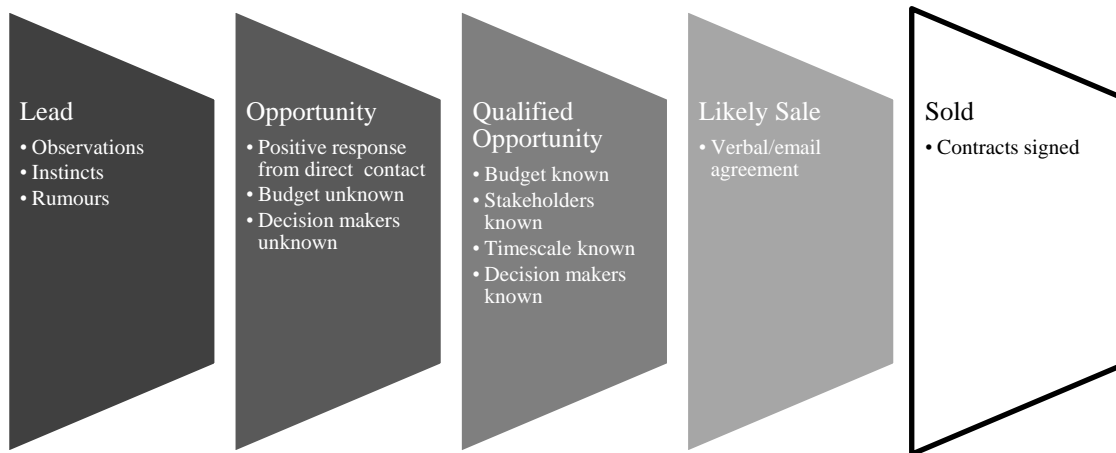 Lead
• Observations
• Instincts
• Rumours
Opportunity
• Positive response
from direct contact
• Budget unknown
• Decision makers
unknown
Qualified
Opportunity
• Budget known
• Stakeholders
known
• Timescale known
• Decision makers
known
Likely Sale
• Verbal/email
agreement
Sold
• Contracts signed